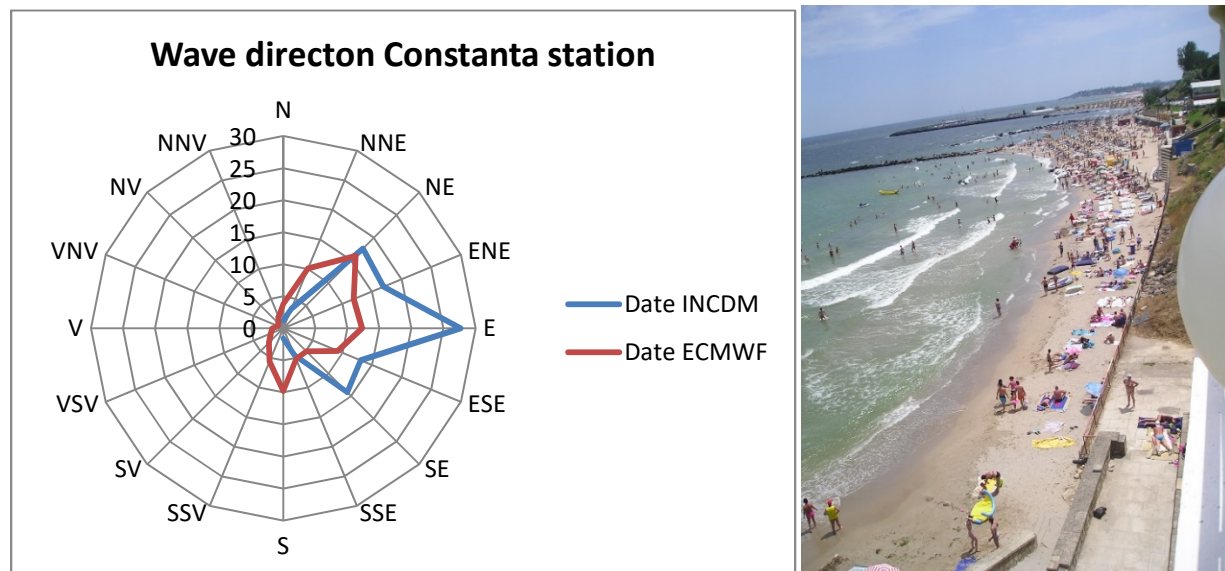 Wave directon Constanta station
N
NNE
NE
ENE
E
ESE
SE
SSE
S
SSV
SV
VSV
V
VNV
NV
NNV
30
25
20
15
10
5
0
Date INCDM
Date ECMWF